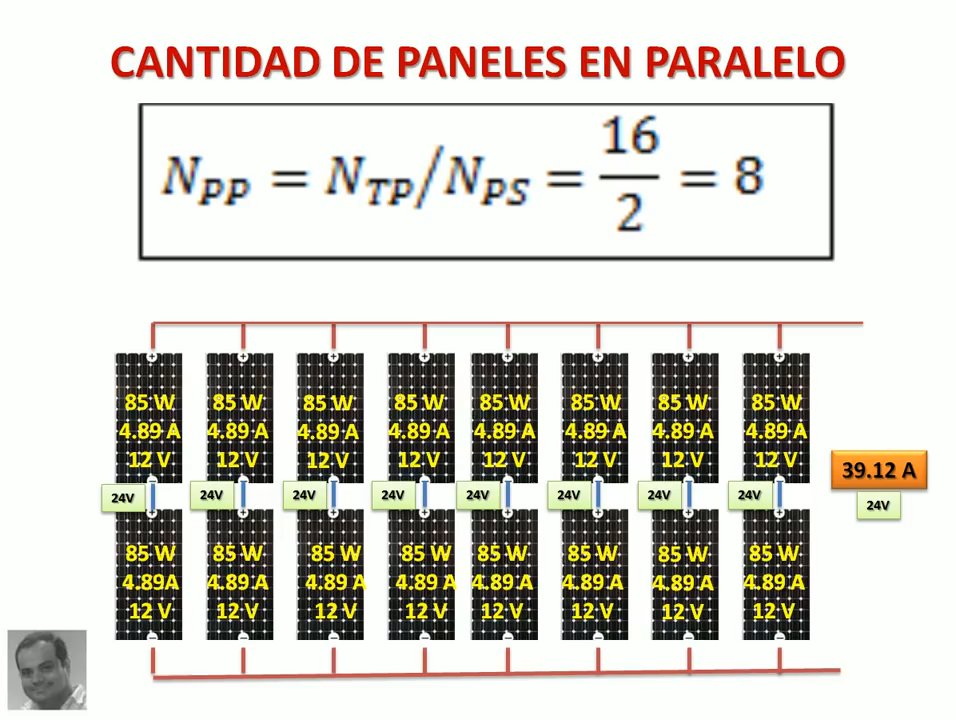 CANTIDAD DE PANELES EN PARALELO
N_PP = N_TP/N_PS = 16/2 = 8
85 W 85 W 85 W 85 W 85 W 85 W 85 W 85 W
4.89 A 4.89 A 4.89 A 4.89 A 4.89 A 4.89 A 4.89 A 4.89 A
12 V 12 V 12 V 12 V 12 V 12 V 12 V 12 V
39.12 A
24V 24V 24V 24V 24V 24V 24V 24V 24V
85 W 85 W 85 W 85 W 85 W 85 W 85 W 85 W
4.89A 4.89 A 4.89 A 4.89 A 4.89 A 4.89 A 4.89 A 4.89 A
12 V 12 V 12 V 12 V 12 V 12 V 12 V 12 V